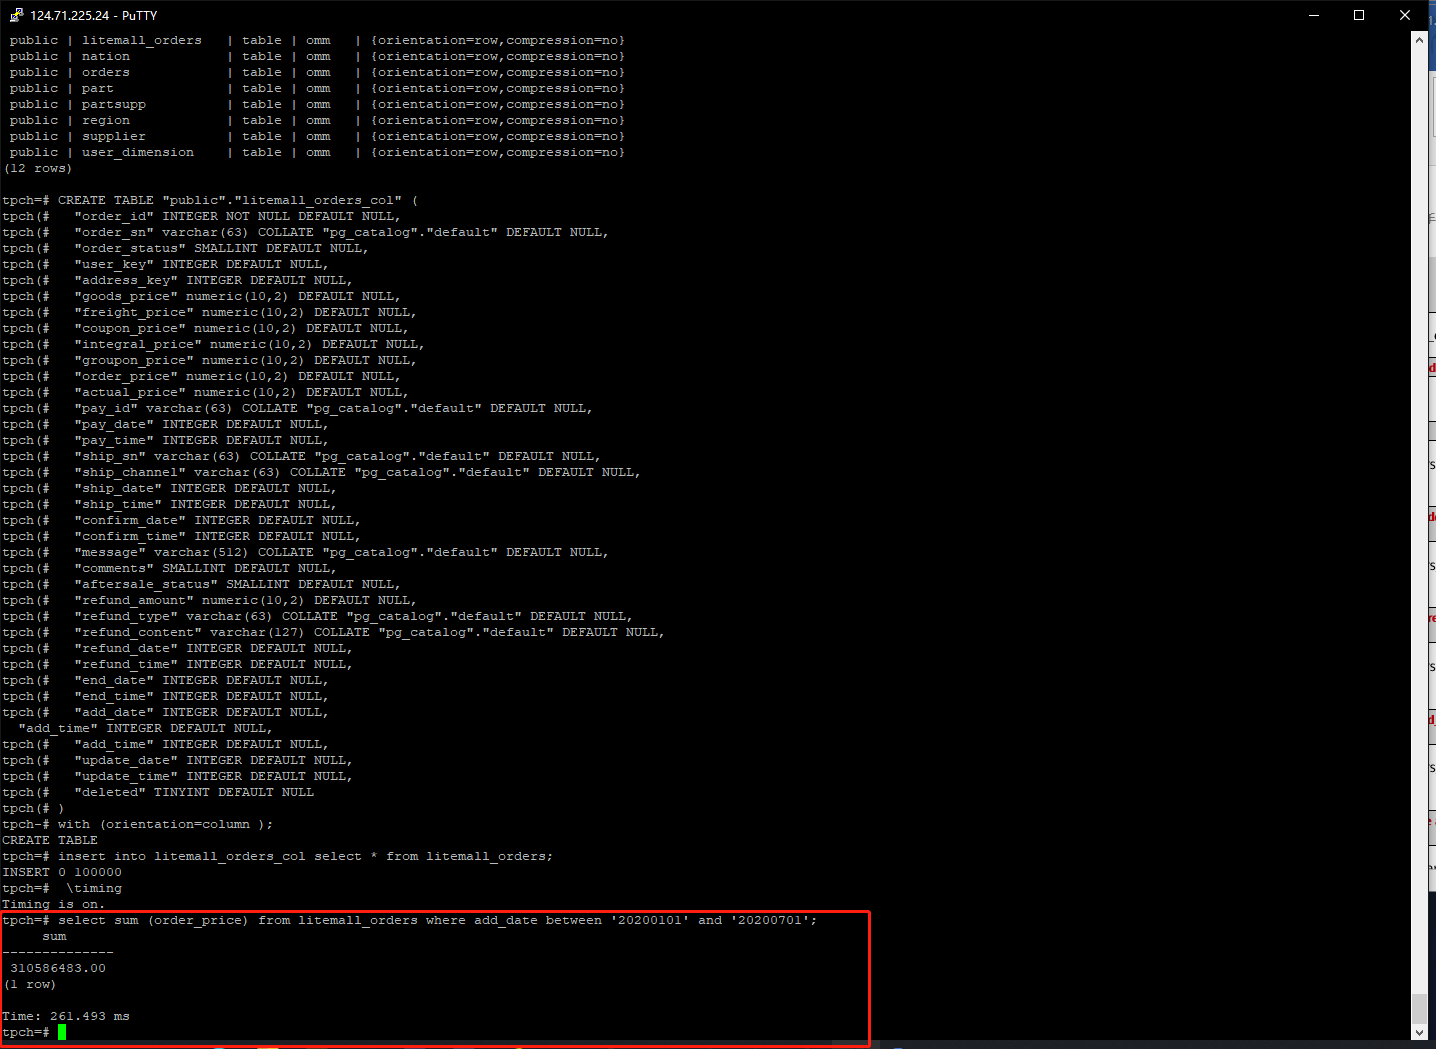 124.71.225.24 - PuTTY
public | litemall_orders | table | omm | {orientation=row,compression=no}
public | nation | table | omm | {orientation=row,compression=no}
public | orders | table | omm | {orientation=row,compression=no}
public | part | table | omm | {orientation=row,compression=no}
public | partsupp | table | omm | {orientation=row,compression=no}
public | region | table | omm | {orientation=row,compression=no}
public | supplier | table | omm | {orientation=row,compression=no}
public | user_dimension | table | omm | {orientation=row,compression=no}
(12 rows)
tpch=# CREATE TABLE "public"."litemall_orders_col" (
tpch(# "order_id" INTEGER NOT NULL DEFAULT NULL,
tpch(# "order_sn" varchar(63) COLLATE "pg_catalog"."default" DEFAULT NULL,
tpch(# "order_status" SMALLINT DEFAULT NULL,
tpch(# "user_key" INTEGER DEFAULT NULL,
tpch(# "address_key" INTEGER DEFAULT NULL,
tpch(# "goods_price" numeric(10,2) DEFAULT NULL,
tpch(# "freight_price" numeric(10,2) DEFAULT NULL,
tpch(# "coupon_price" numeric(10,2) DEFAULT NULL,
tpch(# "integral_price" numeric(10,2) DEFAULT NULL,
tpch(# "groupon_price" numeric(10,2) DEFAULT NULL,
tpch(# "order_price" numeric(10,2) DEFAULT NULL,
tpch(# "actual_price" numeric(10,2) DEFAULT NULL,
tpch(# "pay_id" varchar(63) COLLATE "pg_catalog"."default" DEFAULT NULL,
tpch(# "pay_date" INTEGER DEFAULT NULL,
tpch(# "pay_time" INTEGER DEFAULT NULL,
tpch(# "ship_sn" varchar(63) COLLATE "pg_catalog"."default" DEFAULT NULL,
tpch(# "ship_channel" varchar(63) COLLATE "pg_catalog"."default" DEFAULT NULL,
tpch(# "ship_date" INTEGER DEFAULT NULL,
tpch(# "ship_time" INTEGER DEFAULT NULL,
tpch(# "confirm_date" INTEGER DEFAULT NULL,
tpch(# "confirm_time" INTEGER DEFAULT NULL,
tpch(# "message" varchar(512) COLLATE "pg_catalog"."default" DEFAULT NULL,
tpch(# "comments" SMALLINT DEFAULT NULL,
tpch(# "aftersale_status" SMALLINT DEFAULT NULL,
tpch(# "refund_amount" numeric(10,2) DEFAULT NULL,
tpch(# "refund_type" varchar(63) COLLATE "pg_catalog"."default" DEFAULT NULL,
tpch(# "refund_content" varchar(127) COLLATE "pg_catalog"."default" DEFAULT NULL,
tpch(# "refund_date" INTEGER DEFAULT NULL,
tpch(# "refund_time" INTEGER DEFAULT NULL,
tpch(# "end_date" INTEGER DEFAULT NULL,
tpch(# "end_time" INTEGER DEFAULT NULL,
tpch(# "add_date" INTEGER DEFAULT NULL,
"add_time" INTEGER DEFAULT NULL,
tpch(# "add_time" INTEGER DEFAULT NULL,
tpch(# "update_date" INTEGER DEFAULT NULL,
tpch(# "update_time" INTEGER DEFAULT NULL,
tpch(# "deleted" TINYINT DEFAULT NULL
tpch(# )
tpch-# with (orientation=column );
CREATE TABLE
tpch=# insert into litemall_orders_col select * from litemall_orders;
INSERT 0 100000
tpch=# \timing
Timing is on.
tpch=# select sum (order_price) from litemall_orders where add_date between '20200101' and '20200701';
sum
--------------
310586483.00
(1 row)
Time: 261.493 ms
tpch=#